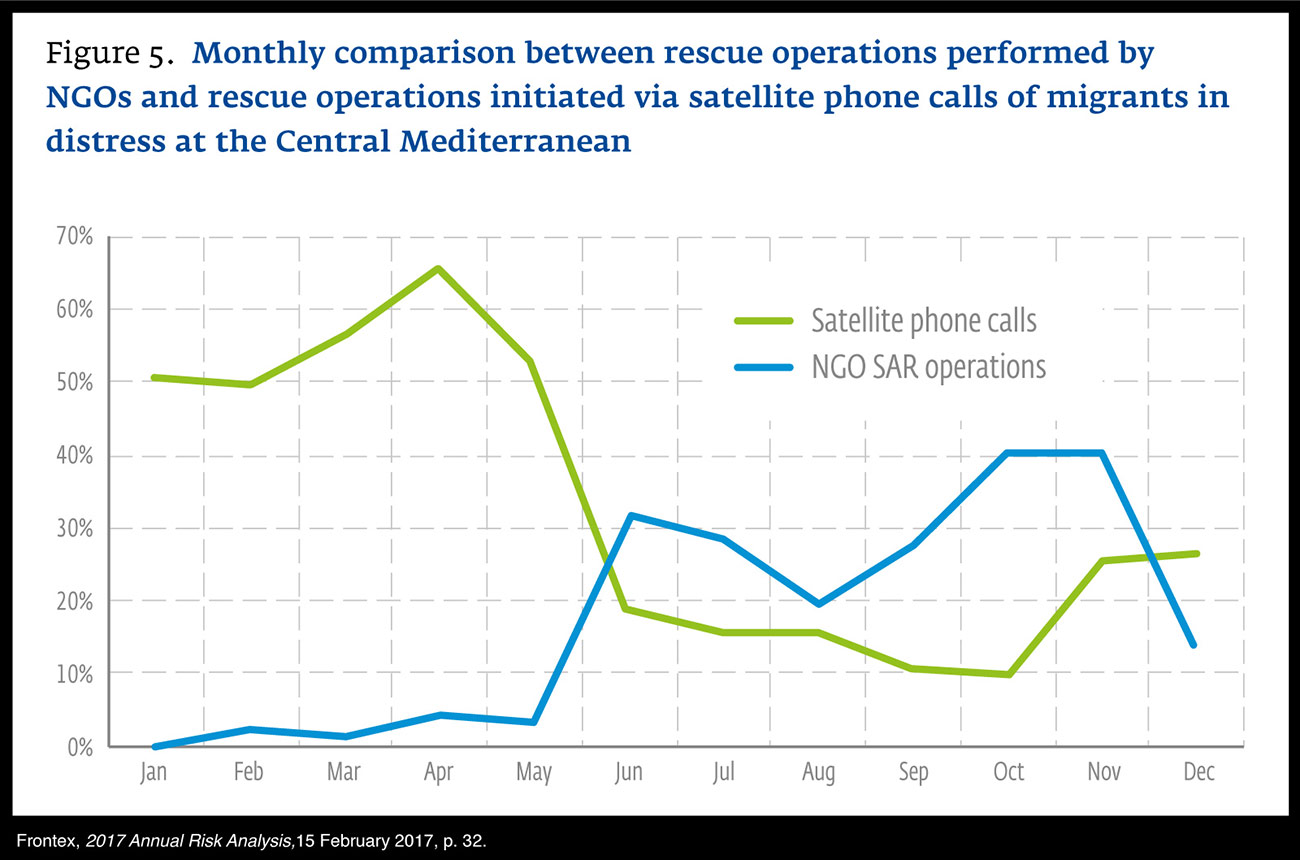 Figure 5. Monthly comparison between rescue operations performed by
NGOs and rescue operations initiated via satellite phone calls of migrants in
distress at the Central Mediterranean
70%
60%
50%
40%
30%
20%
10%
0%
Satellite phone calls
NGO SAR operations
Jan Feb Mar Apr May Jun Jul Aug Sep Oct Nov Dec
Frontex, 2017 Annual Risk Analysis,15 February 2017, p. 32.